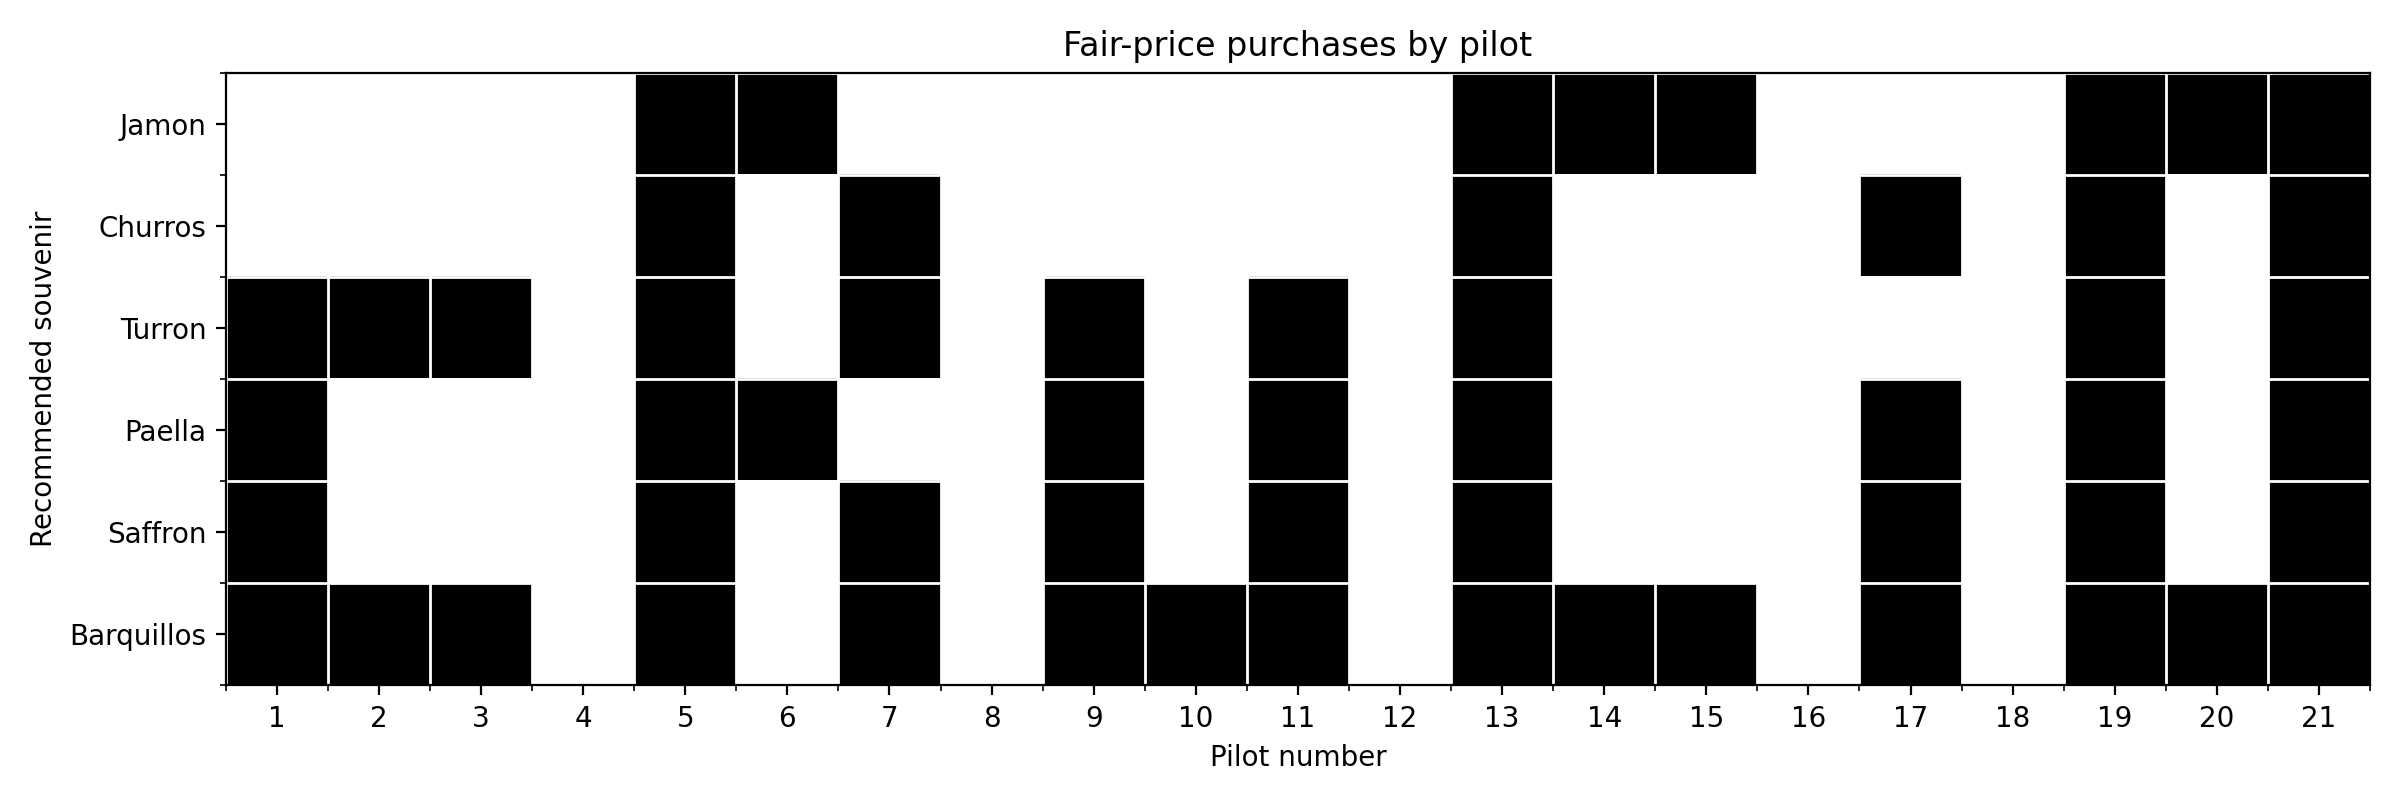 Fair-price purchases by pilot
Recommended souvenir
Jamon
Churros
Turron
Paella
Saffron
Barquillos
cRuCiO
1 2 3 4 5 6 7 8 9 10 11 12 13 14 15 16 17 18 19 20 21
Pilot number